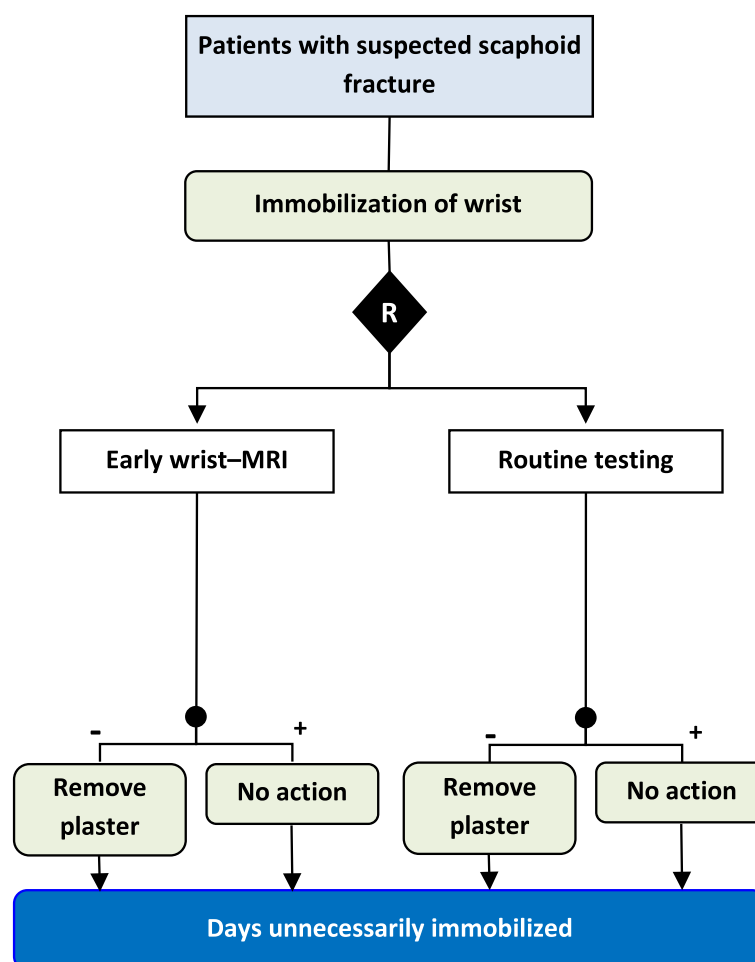 Patients with suspected scaphoid
fracture
Immobilization of wrist
R
Early wrist–MRI
Routine testing
- +
- +
Remove
plaster
No action
Remove
plaster
No action
Days unnecessarily immobilized